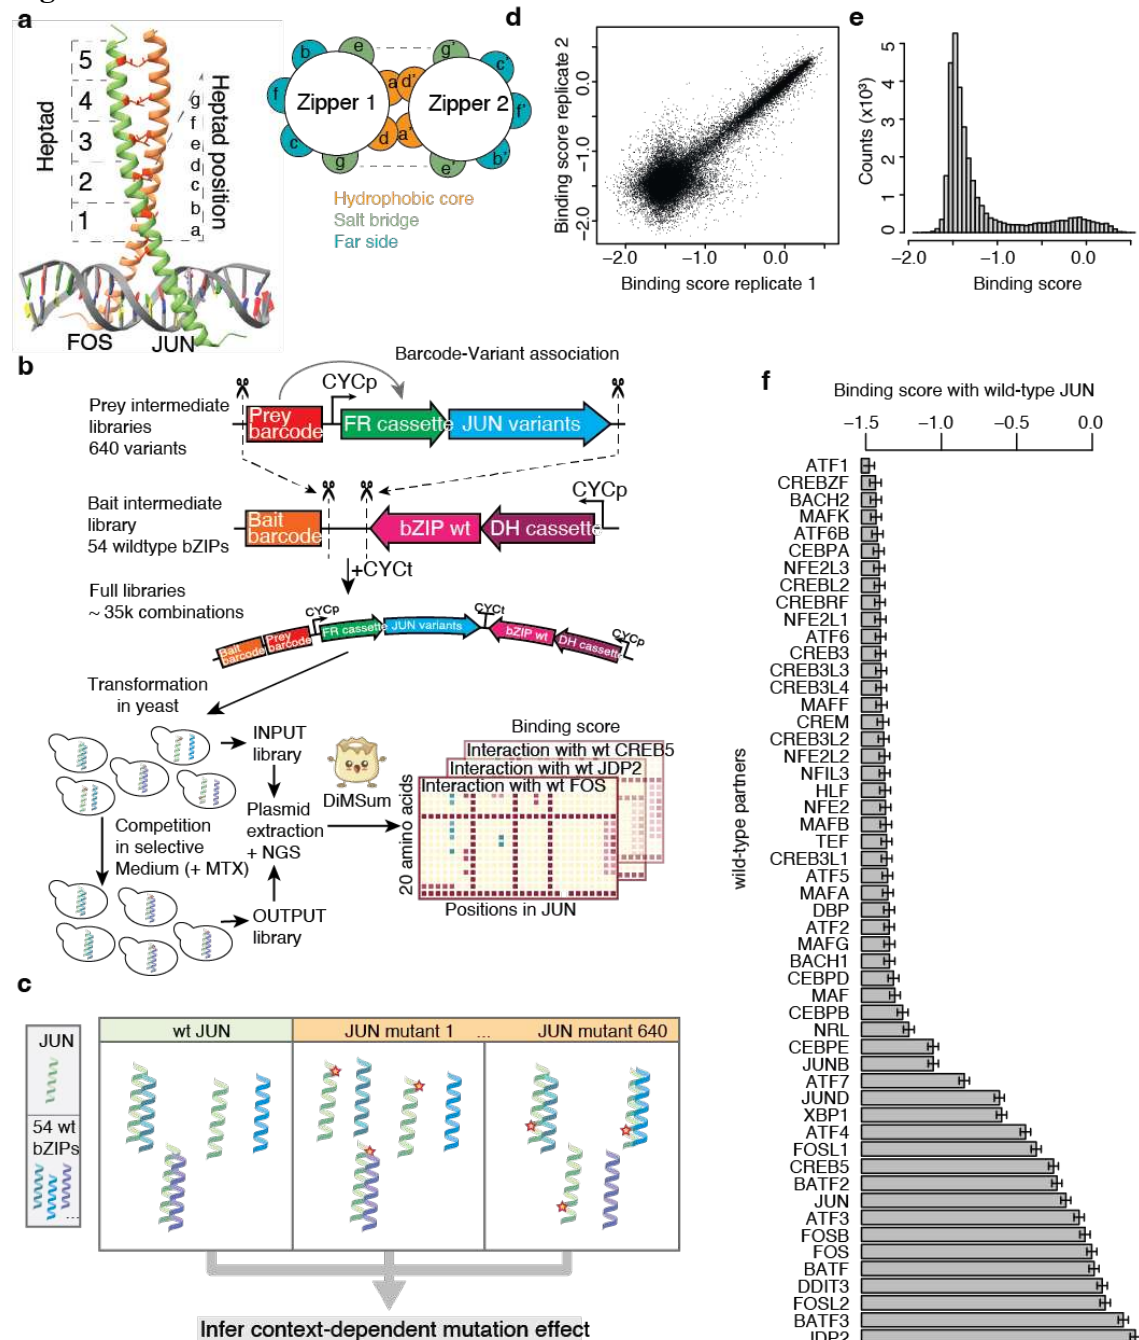 a
5
4
3
2
1
Heptad
g
f
e
d
c
b
a
Heptad position
FOS
JUN
b
e
g'
c'
f
a
d'
f'
Zipper 1
Zipper 2
c
d
a'
b'
g
e'
Hydrophobic core
Salt bridge
Far side
d
Binding score replicate 2
0.0
−1.0
−2.0
−2.0
−1.0
0.0
Binding score replicate 1
e
Counts (x10³)
5
4
3
2
1
0
−2.0
−1.0
0.0
Binding score
b
Barcode-Variant association
Prey intermediate
libraries
640 variants
Prey
barcode
CYCp
FR cassette
JUN variants
Bait intermediate
library
54 wildtype bZIPs
Bait
barcode
bZIP wt
DH cassette
CYCp
+CYCt
Full libraries
~ 35k combinations
Bait
barcode
Prey
barcode
CYCp
FR cassette
JUN variants
CYCt
bZIP wt
DH cassette
CYCp
Transformation
in yeast
INPUT
library
Competition
in selective
Medium (+ MTX)
Plasmid
extraction
+ NGS
OUTPUT
library
DiMSum
Binding score
Interaction with wt CREB5
Interaction with wt JDP2
Interaction with wt FOS
20 amino acids
Positions in JUN
c
JUN
54 wt
bZIPs
...
wt JUN
JUN mutant 1
...
JUN mutant 640
Infer context-dependent mutation effect
f
Binding score with wild-type JUN
−1.5
−1.0
−0.5
0.0
wild-type partners
ATF1
CREBZF
BACH2
MAFK
ATF6B
CEBPA
NFE2L3
CREBL2
CREBRF
NFE2L1
ATF6
CREB3
CREB3L3
CREB3L4
MAFF
CREM
CREB3L2
NFE2L2
NFIL3
HLF
NFE2
MAFB
TEF
CREB3L1
ATF5
MAFA
DBP
ATF2
MAFG
BACH1
CEBPD
MAF
CEBPB
NRL
CEBPE
JUNB
ATF7
JUND
XBP1
ATF4
FOSL1
CREB5
BATF2
JUN
ATF3
FOSB
FOS
BATF
DDIT3
FOSL2
BATF3
JDP2